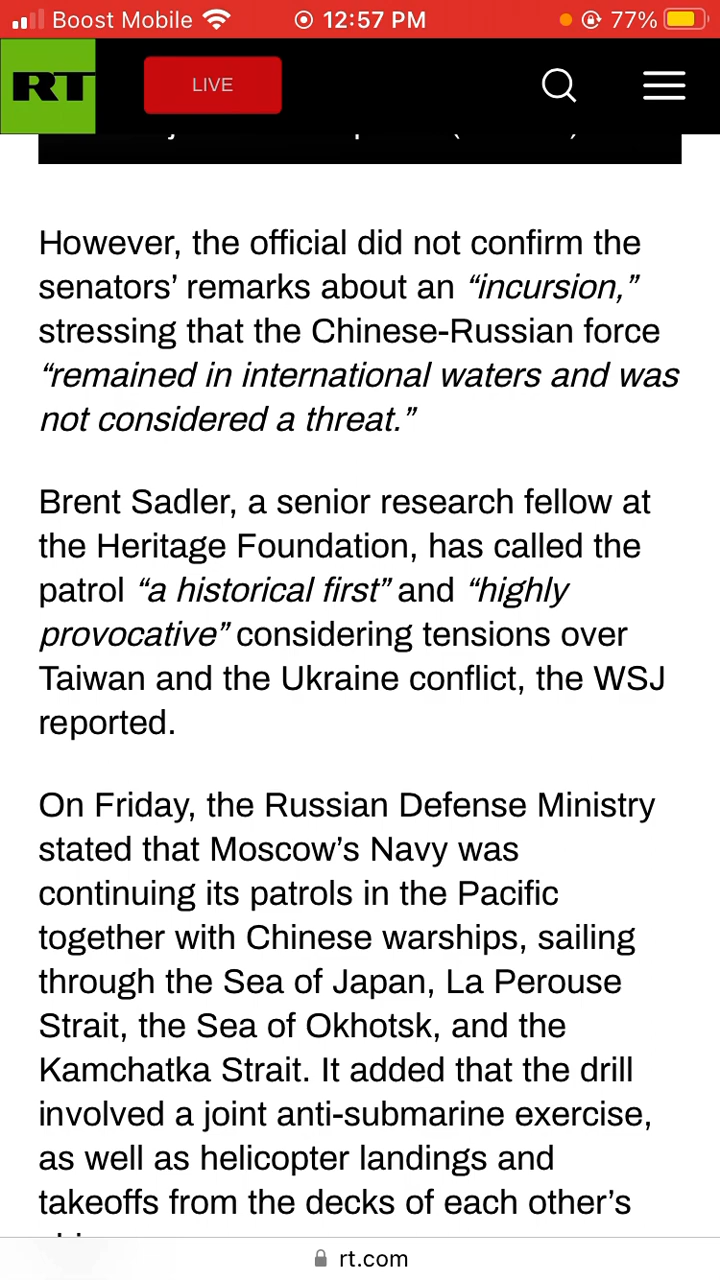 Boost Mobile 12:57 PM 77%
RT LIVE
However, the official did not confirm the
senators’ remarks about an “incursion,”
stressing that the Chinese-Russian force
“remained in international waters and was
not considered a threat.”
Brent Sadler, a senior research fellow at
the Heritage Foundation, has called the
patrol “a historical first” and “highly
provocative” considering tensions over
Taiwan and the Ukraine conflict, the WSJ
reported.
On Friday, the Russian Defense Ministry
stated that Moscow’s Navy was
continuing its patrols in the Pacific
together with Chinese warships, sailing
through the Sea of Japan, La Perouse
Strait, the Sea of Okhotsk, and the
Kamchatka Strait. It added that the drill
involved a joint anti-submarine exercise,
as well as helicopter landings and
takeoffs from the decks of each other’s
rt.com